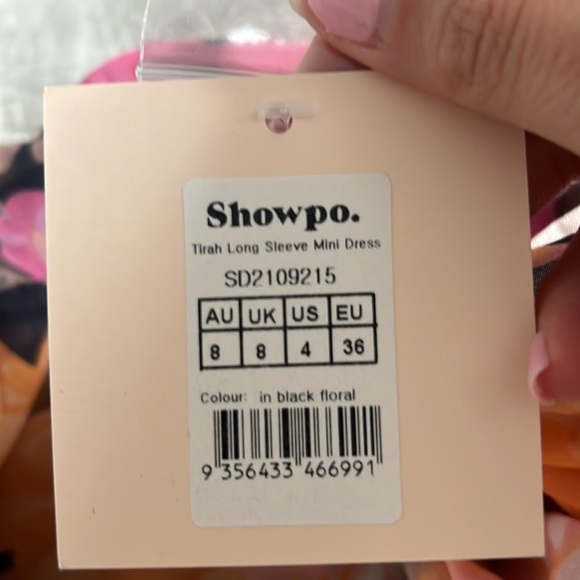 Showpo.
Tirah Long Sleeve Mini Dress
SD2109215
AU UK US EU
8 8 4 36
Colour: in black floral
9 356433 466991